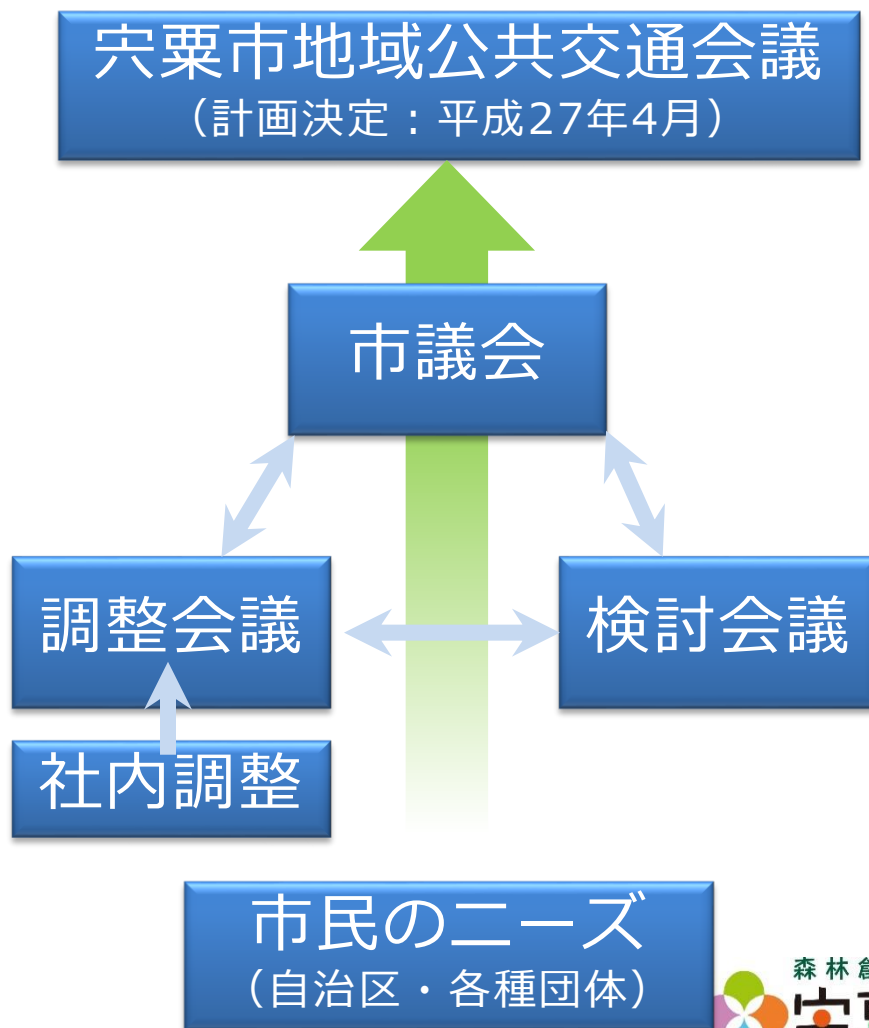 宍粟市地域公共交通会議
（計画決定：平成27年4月）
市議会
調整会議
検討会議
社内調整
市民のニーズ
（自治区・各種団体）
森林